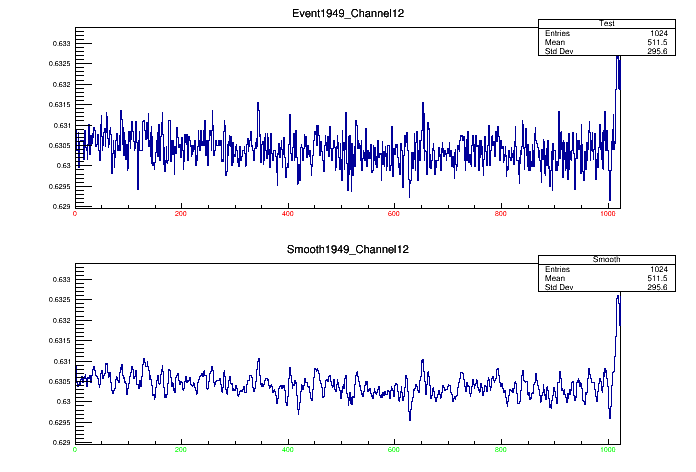 Event1949_Channel12
Test
Entries 1024
Mean 511.5
Std Dev 295.6
0.633
0.6325
0.632
0.6315
0.631
0.6305
0.63
0.6295
0.629
0 200 400 600 800 1000
Smooth1949_Channel12
Smooth
Entries 1024
Mean 511.5
Std Dev 295.6
0.633
0.6325
0.632
0.6315
0.631
0.6305
0.63
0.6295
0.629
0 200 400 600 800 1000